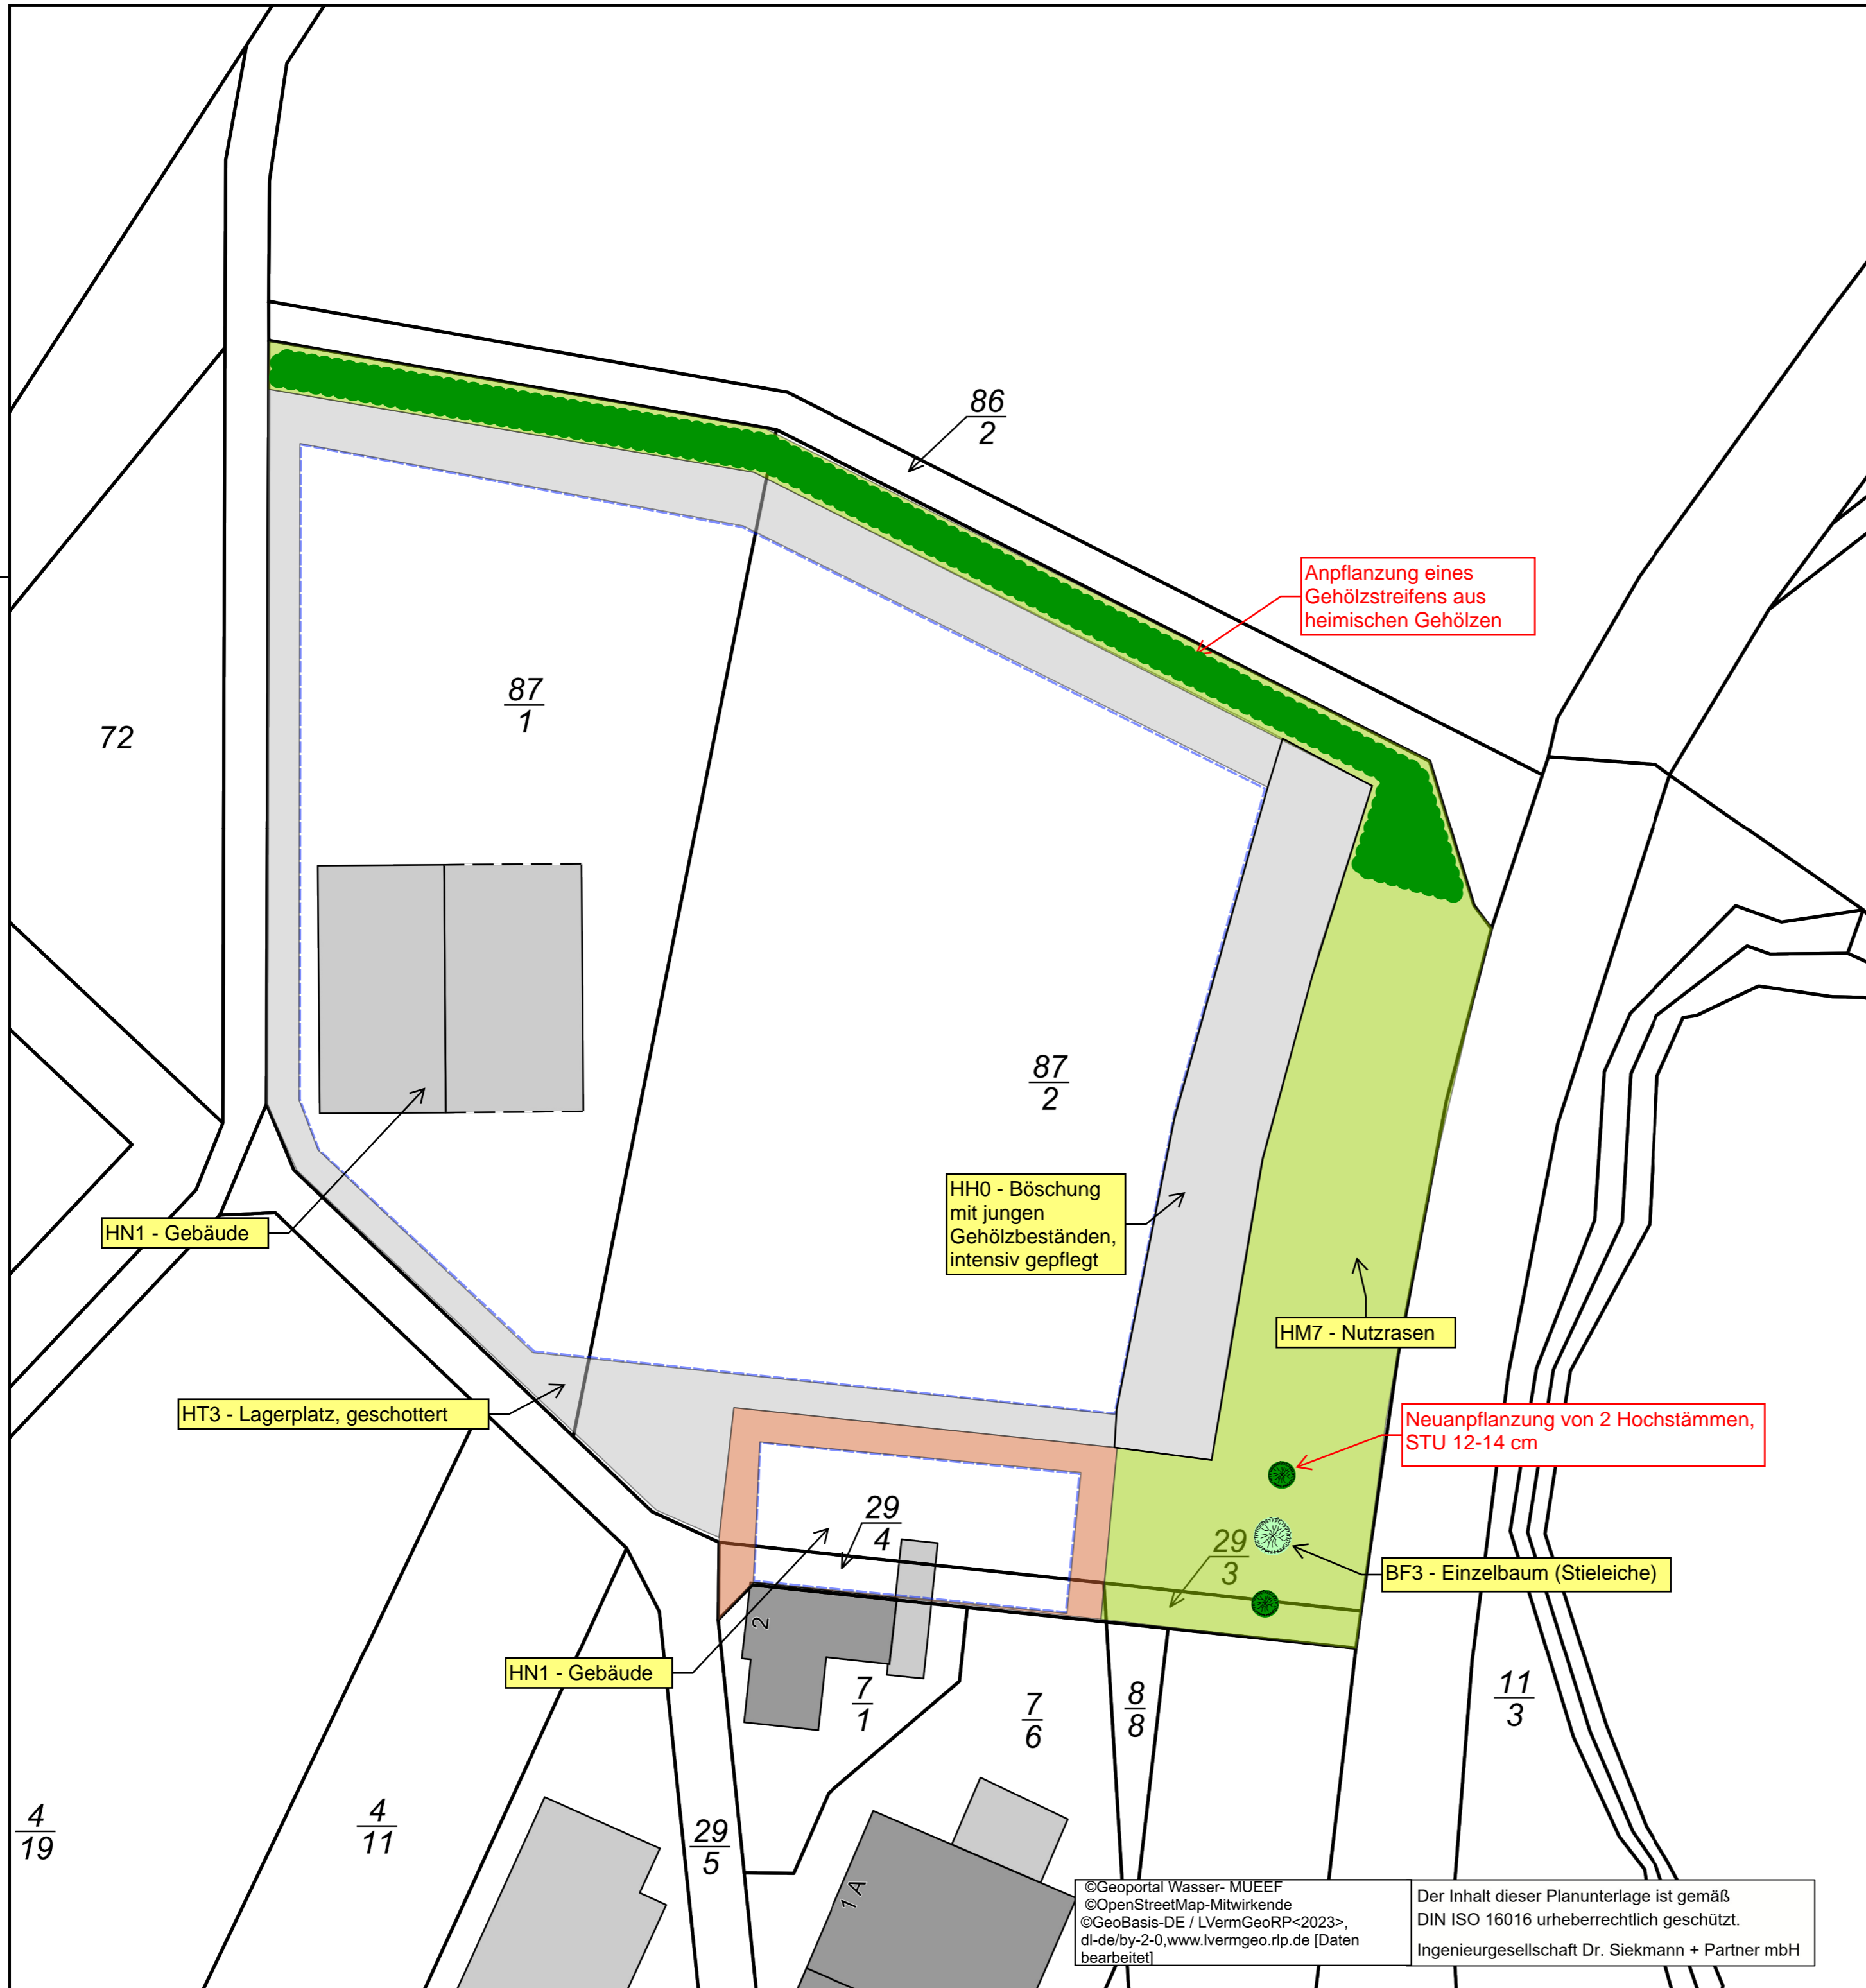 86
2
Anpflanzung eines
Gehölzstreifens aus
heimischen Gehölzen
87
1
72
87
2
HH0 - Böschung
mit jungen
Gehölzbeständen,
intensiv gepflegt
HN1 - Gebäude
HM7 - Nutzrasen
HT3 - Lagerplatz, geschottert
Neuanpflanzung von 2 Hochstämmen,
STU 12-14 cm
29
4
29
3
BF3 - Einzelbaum (Stieleiche)
2
HN1 - Gebäude
7
1
7
6
8
8
11
3
4
19
4
11
29
5
1 A
©Geoportal Wasser- MUEEF
©OpenStreetMap-Mitwirkende
©GeoBasis-DE / LVermGeoRP<2023>,
dl-de/by-2-0,www.lvermgeo.rlp.de [Daten
bearbeitet]
Der Inhalt dieser Planunterlage ist gemäß
DIN ISO 16016 urheberrechtlich geschützt.
Ingenieurgesellschaft Dr. Siekmann + Partner mbH